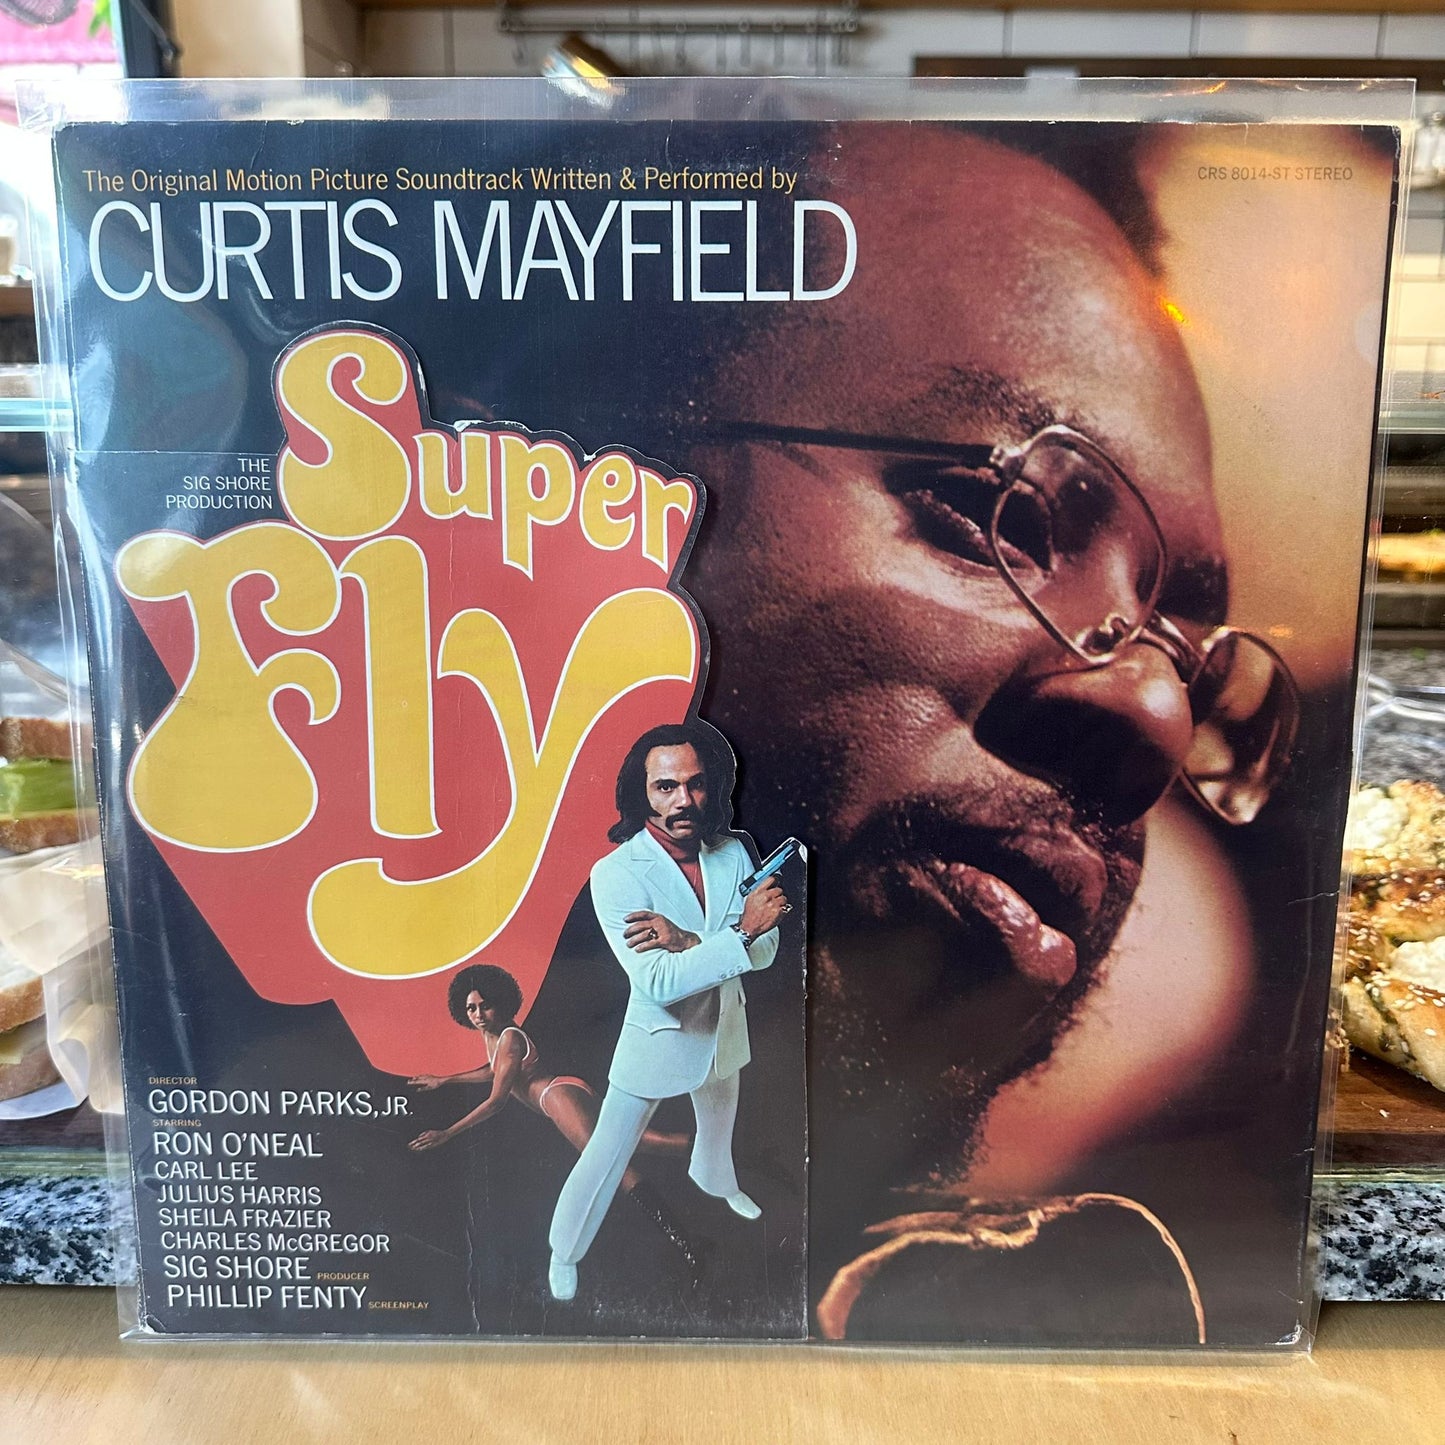 The Original Motion Picture Soundtrack Written & Performed by
CRS 8014-ST STEREO
CURTIS MAYFIELD
THE
SIG SHORE
PRODUCTION
Super
Fly
DIRECTOR
GORDON PARKS, JR.
STARRING
RON O'NEAL
CARL LEE
JULIUS HARRIS
SHEILA FRAZIER
CHARLES McGREGOR
SIG SHORE PRODUCER
PHILLIP FENTY SCREENPLAY